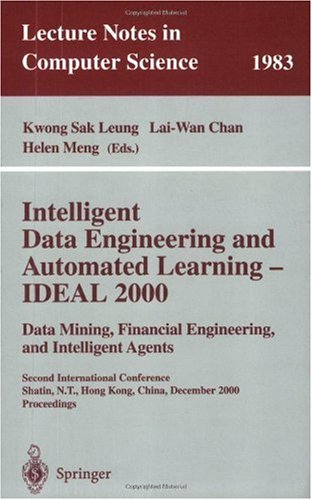 Lecture Notes in
Computer Science 1983
Kwong Sak Leung Lai-Wan Chan
Helen Meng (Eds.)
Intelligent
Data Engineering and
Automated Learning –
IDEAL 2000
Data Mining, Financial Engineering,
and Intelligent Agents
Second International Conference
Shatin, N.T., Hong Kong, China, December 2000
Proceedings
Springer